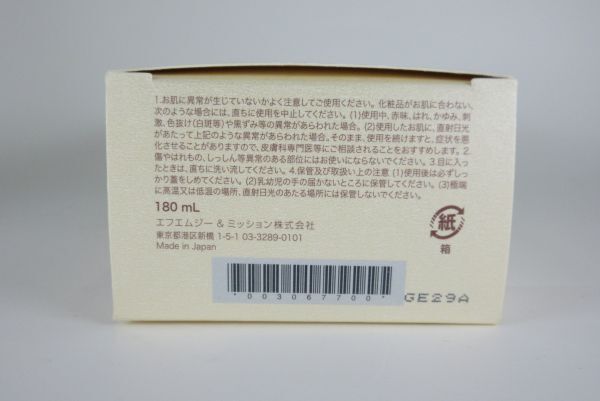 1.お肌に異常が生じていないかよく注意してご使用ください。化粧品がお肌に合わない、
次のような場合には、直ちに使用を中止してください。(1)使用中、赤味、はれ、かゆみ、刺
激、色抜け(白斑等)や黒ずみ等の異常があらわれた場合。(2)使用したお肌に、直射日光
があたって上記のような異常があらわれた場合。そのまま、使用を続けますと、症状を悪
化させることがありますので、皮膚科専門医等にご相談されることをおすすめします。2.
傷やはれもの、しっしん等異常のある部位にはお使いにならないでください。3.目に入っ
たときは、直ちに洗い流してください。4.保管及び取扱い上の注意 (1)使用後は必ずしっ
かり蓋をしめてください。(2)乳幼児の手の届かないところに保管してください。(3)極端
に高温又は低温の場所、直射日光のあたる場所には保管しないでください。
180 mL
エフエムジー & ミッション株式会社
東京都港区新橋 1-5-1 03-3289-0101
Made in Japan
紙
箱
*0003067700*
GE29A